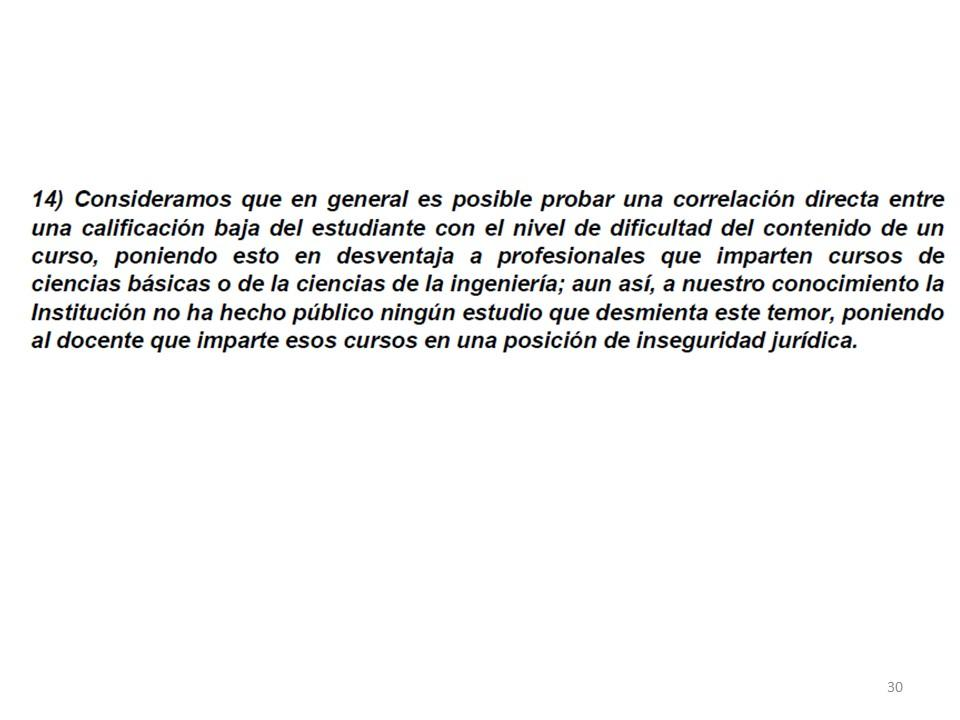 14) Consideramos que en general es posible probar una correlación directa entre
una calificación baja del estudiante con el nivel de dificultad del contenido de un
curso, poniendo esto en desventaja a profesionales que imparten cursos de
ciencias básicas o de la ciencias de la ingeniería; aun así, a nuestro conocimiento la
Institución no ha hecho público ningún estudio que desmienta este temor, poniendo
al docente que imparte esos cursos en una posición de inseguridad jurídica.
30